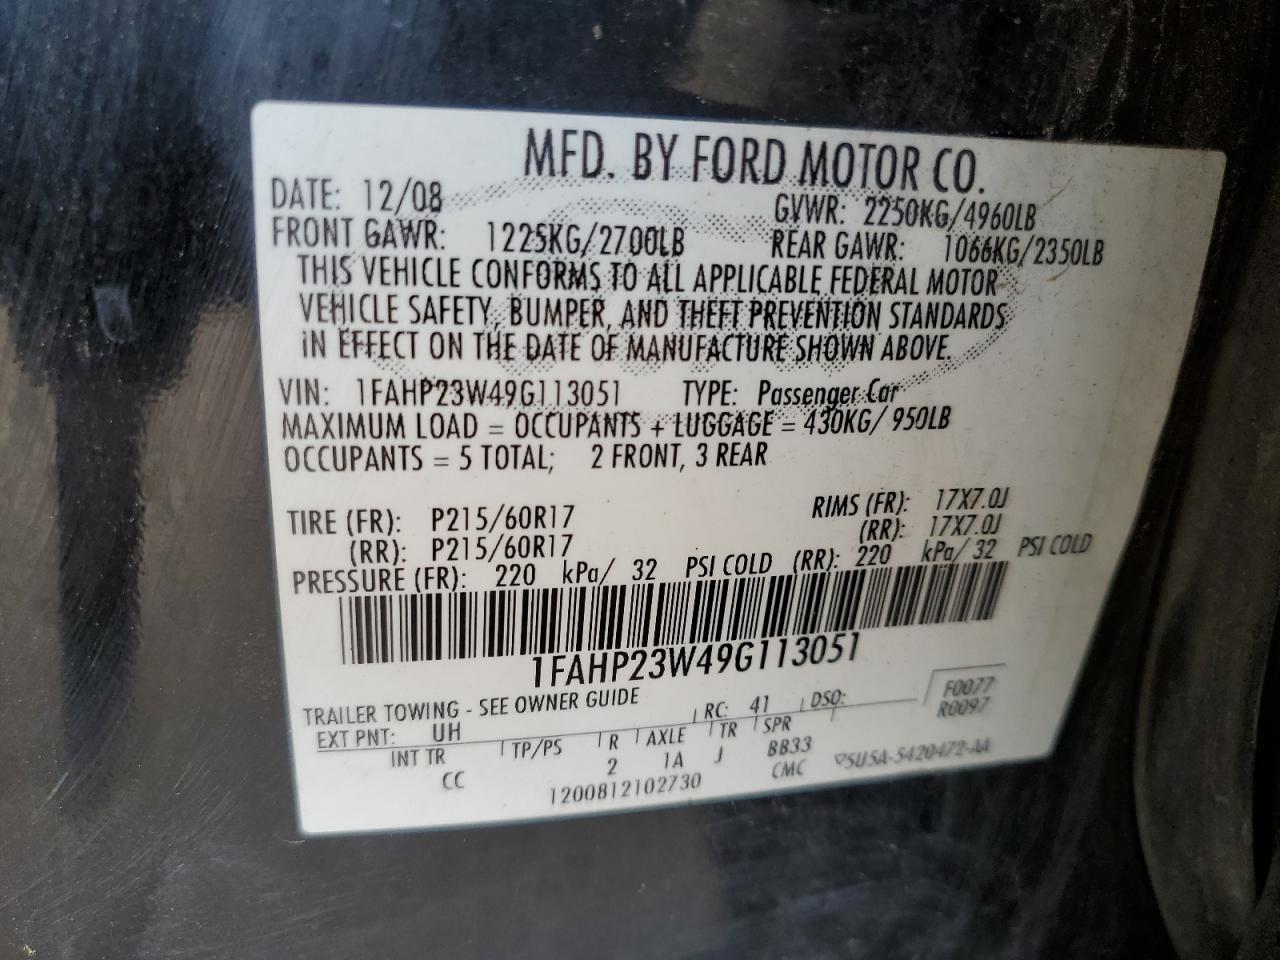 MFD. BY FORD MOTOR CO.
DATE: 12/08 GVWR: 2250KG/4960LB
FRONT GAWR: 1225KG/2700LB REAR GAWR: 1066KG/2350LB
THIS VEHICLE CONFORMS TO ALL APPLICABLE FEDERAL MOTOR
VEHICLE SAFETY, BUMPER, AND THEFT PREVENTION STANDARDS
IN EFFECT ON THE DATE OF MANUFACTURE SHOWN ABOVE.
VIN: 1FAHP23W49G113051 TYPE: Passenger Car
MAXIMUM LOAD = OCCUPANTS + LUGGAGE = 430KG/ 950LB
OCCUPANTS = 5 TOTAL; 2 FRONT, 3 REAR
TIRE (FR): P215/60R17 RIMS (FR): 17X7.0J
(RR): P215/60R17 (RR): 17X7.0J
PRESSURE (FR): 220 kPa/ 32 PSI COLD (RR): 220 kPa/ 32 PSI COLD
1FAHP23W49G113051
TRAILER TOWING - SEE OWNER GUIDE
EXT PNT: UH RC: 41 DSO: F0077
R0097
INT TR TP/PS R AXLE TR SPR
CC 2 1A J BB33
1200812102730 CMC 5U5A-5420472-AA